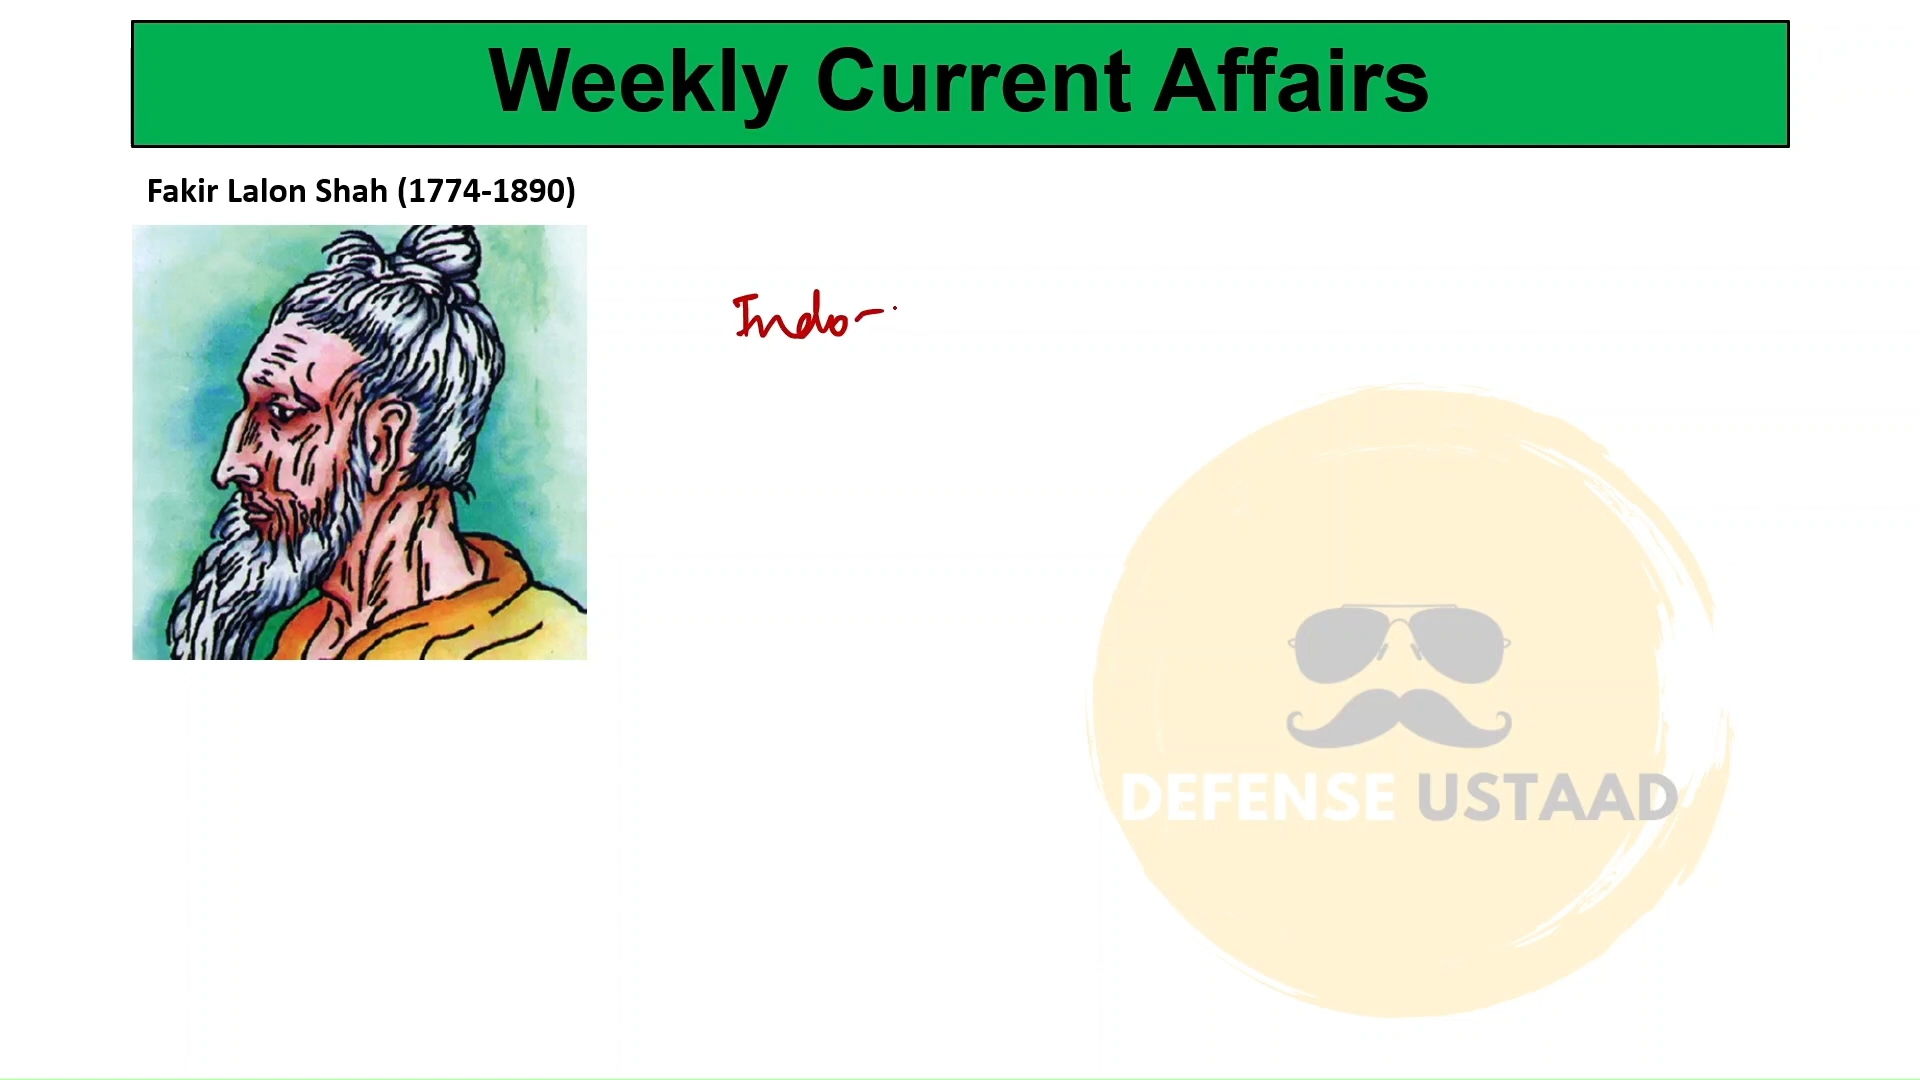 Weekly Current Affairs
Fakir Lalon Shah (1774-1890)
Indo-
DEFENSE USTAAD